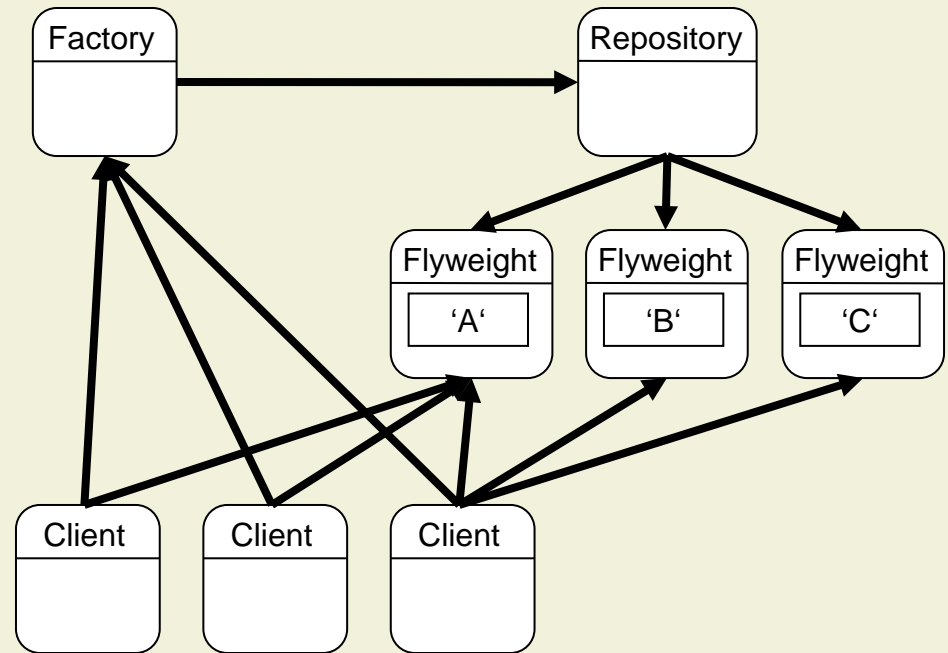 Factory
Repository
Flyweight
‘A‘
Flyweight
‘B‘
Flyweight
‘C‘
Client
Client
Client